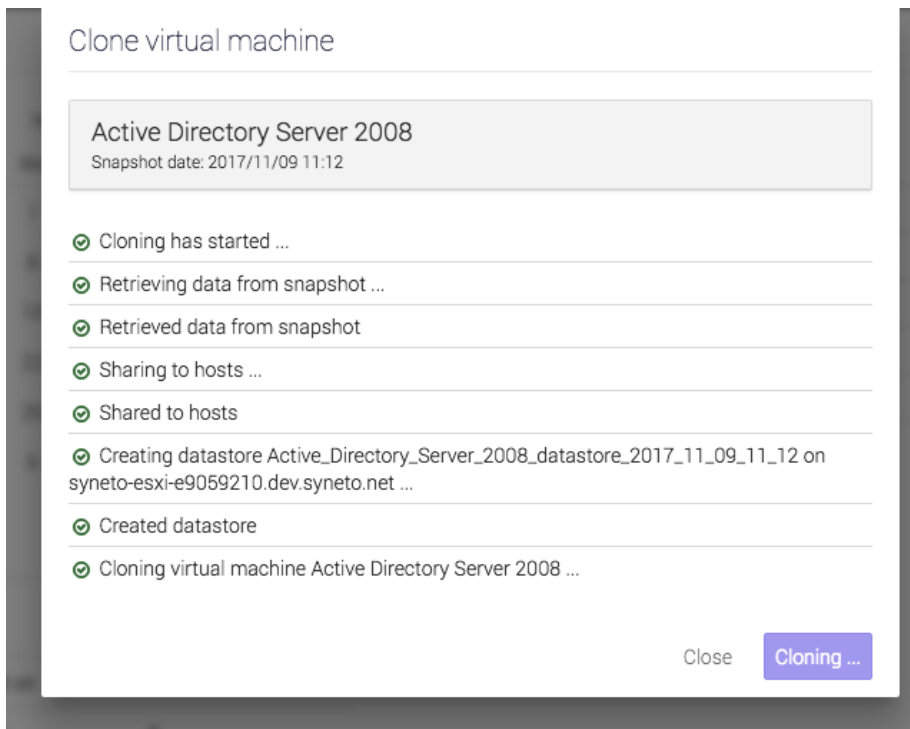 Clone virtual machine
Active Directory Server 2008
Snapshot date: 2017/11/09 11:12
Cloning has started ...
Retrieving data from snapshot ...
Retrieved data from snapshot
Sharing to hosts ...
Shared to hosts
Creating datastore Active_Directory_Server_2008_datastore_2017_11_09_11_12 on
syneto-esxi-e9059210.dev.syneto.net ...
Created datastore
Cloning virtual machine Active Directory Server 2008 ...
Close
Cloning ...